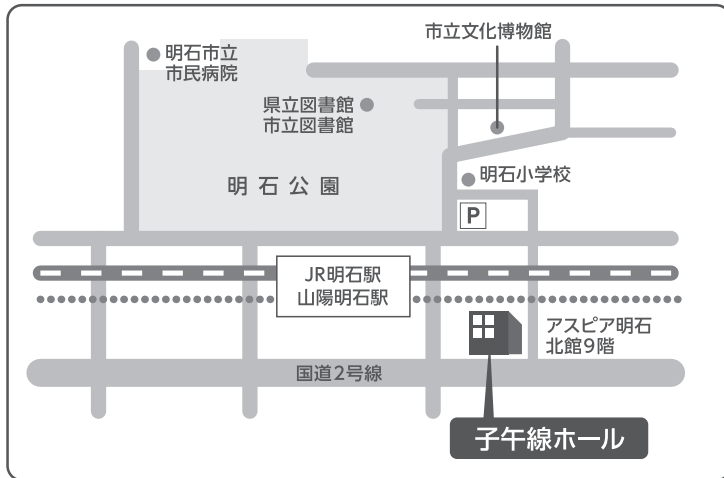 市立文化博物館
明石市立
市民病院
県立図書館
市立図書館
明石公園
明石小学校
P
JR明石駅
山陽明石駅
アスピア明石
北館9階
国道2号線
子午線ホール